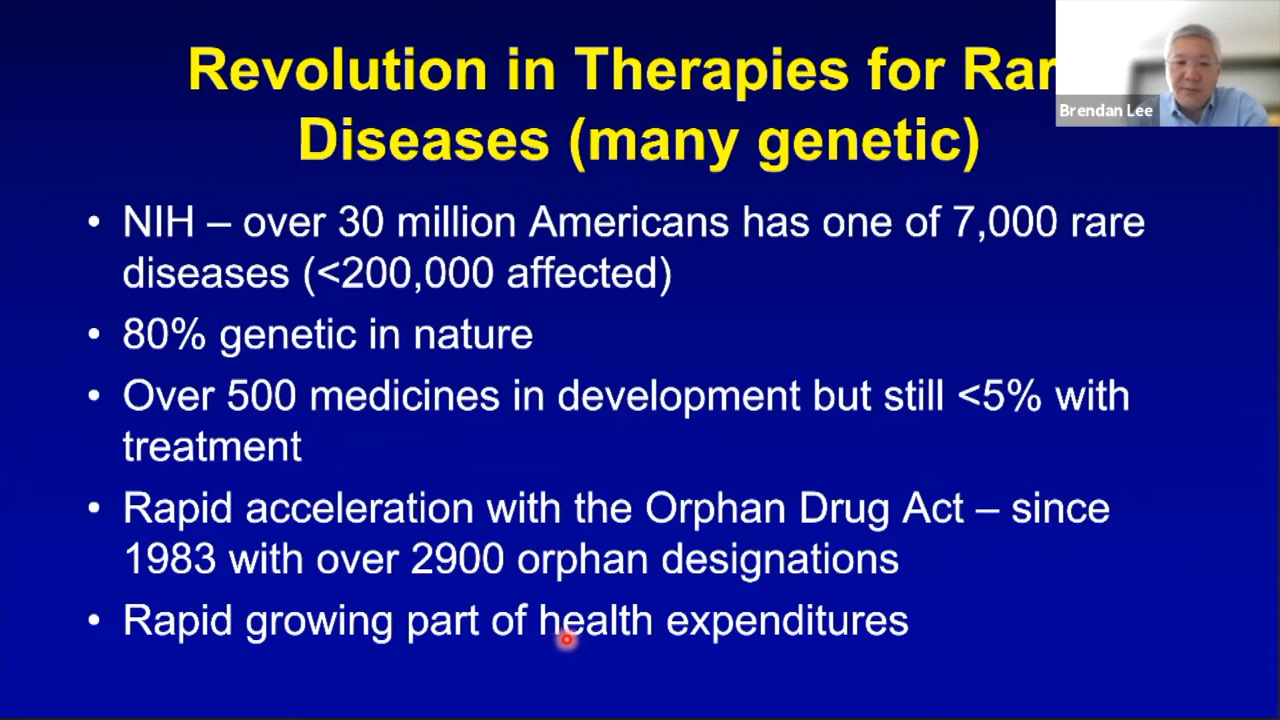 Revolution in Therapies for Rar
Diseases (many genetic)
Brendan Lee
• NIH – over 30 million Americans has one of 7,000 rare
diseases (<200,000 affected)
• 80% genetic in nature
• Over 500 medicines in development but still <5% with
treatment
• Rapid acceleration with the Orphan Drug Act – since
1983 with over 2900 orphan designations
• Rapid growing part of health expenditures